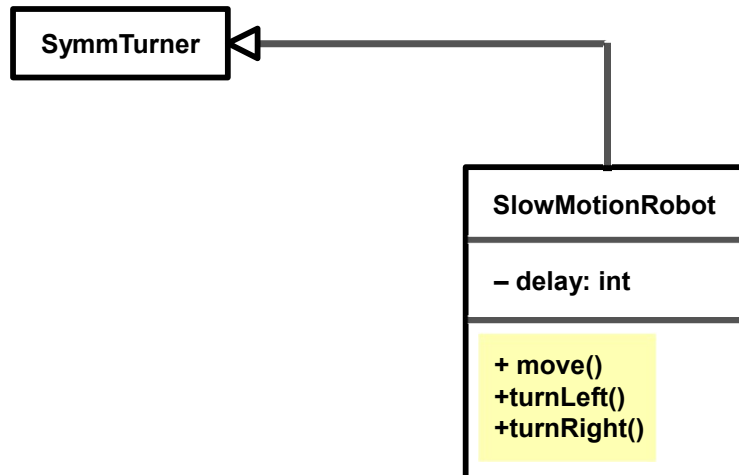 SymmTurner
SlowMotionRobot
– delay: int
+ move()
+turnLeft()
+turnRight()